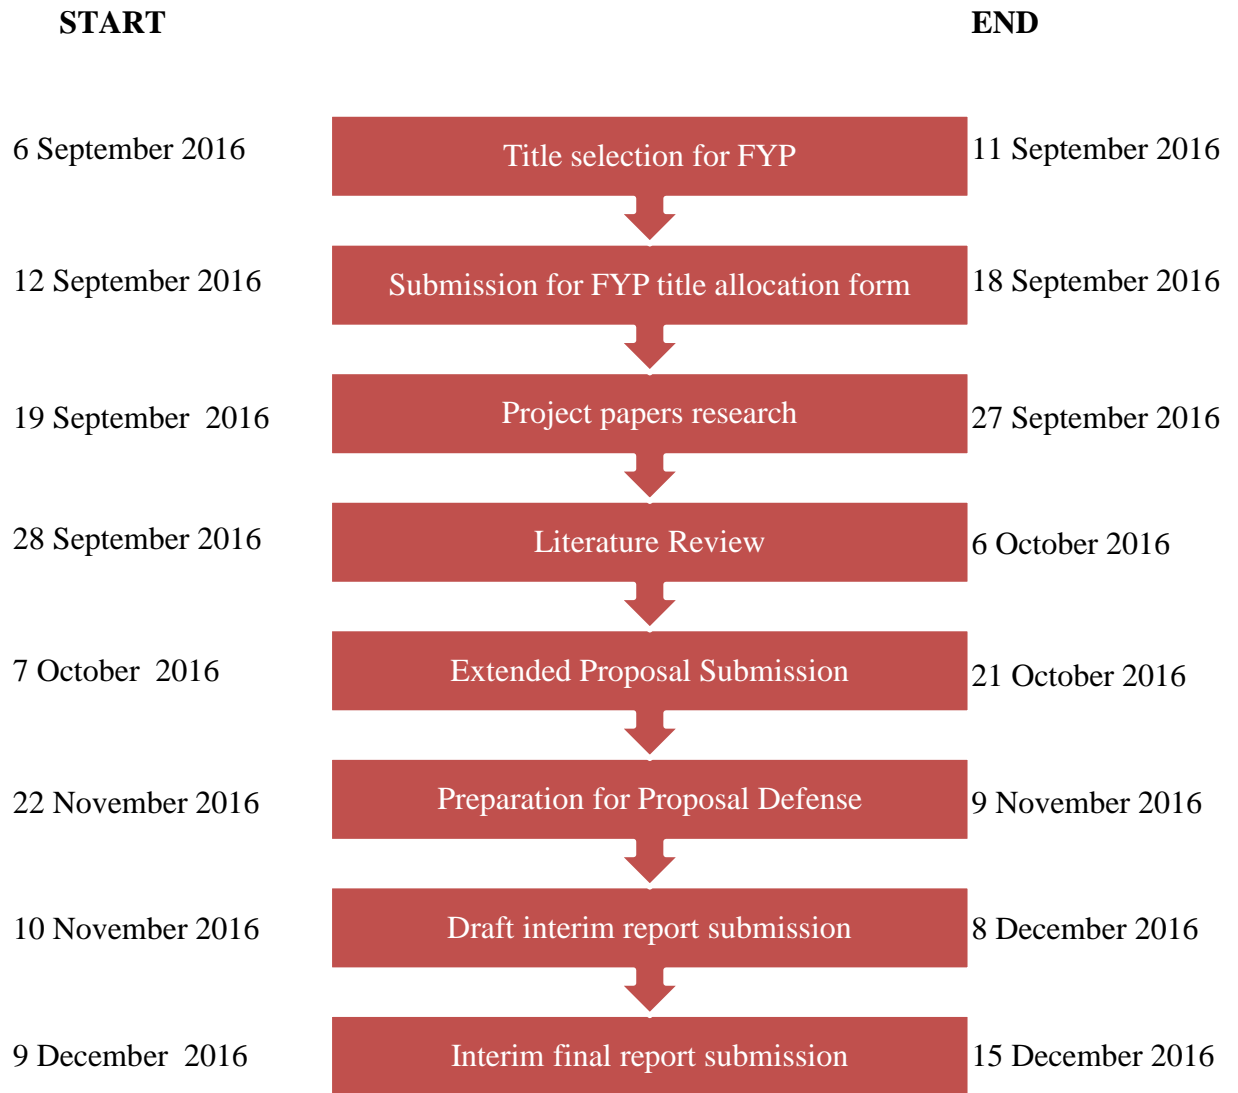 START END
6 September 2016 Title selection for FYP 11 September 2016
12 September 2016 Submission for FYP title allocation form 18 September 2016
19 September  2016 Project papers research 27 September 2016
28 September 2016 Literature Review 6 October 2016
7 October  2016 Extended Proposal Submission 21 October 2016
22 November 2016 Preparation for Proposal Defense 9 November 2016
10 November 2016 Draft interim report submission 8 December 2016
9 December  2016 Interim final report submission 15 December 2016